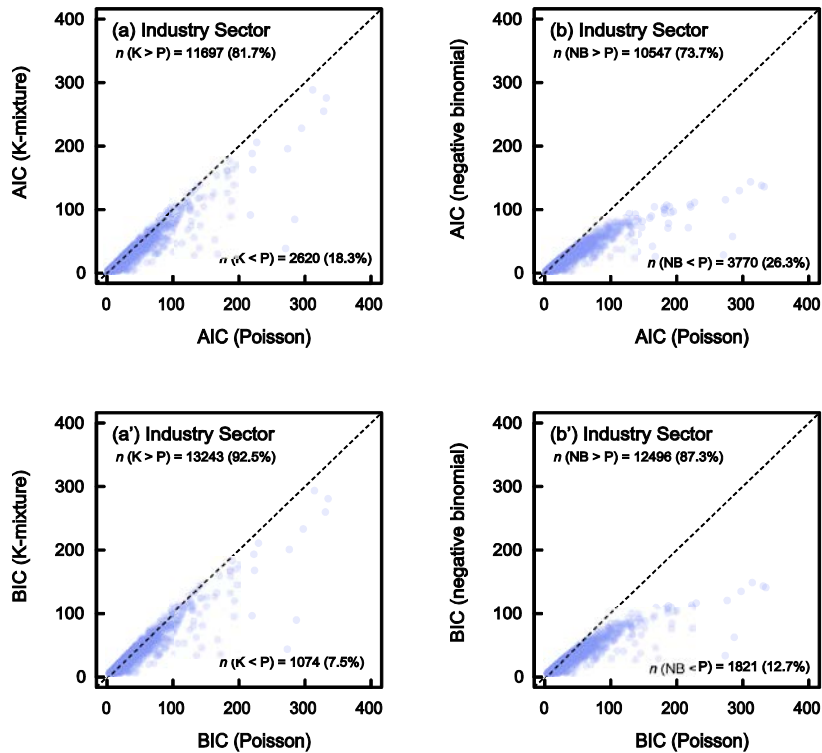 (a) Industry Sector
n (K > P) = 11697 (81.7%)
400
300
200
100
0
AIC (K-mixture)
n (K < P) = 2620 (18.3%)
0 100 200 300 400
AIC (Poisson)
(b) Industry Sector
n (NB > P) = 10547 (73.7%)
400
300
200
100
0
AIC (negative binomial)
n (NB < P) = 3770 (26.3%)
0 100 200 300 400
AIC (Poisson)
(a') Industry Sector
n (K > P) = 13243 (92.5%)
400
300
200
100
0
BIC (K-mixture)
n (K < P) = 1074 (7.5%)
0 100 200 300 400
BIC (Poisson)
(b') Industry Sector
n (NB > P) = 12496 (87.3%)
400
300
200
100
0
BIC (negative binomial)
n (NB < P) = 1821 (12.7%)
0 100 200 300 400
BIC (Poisson)